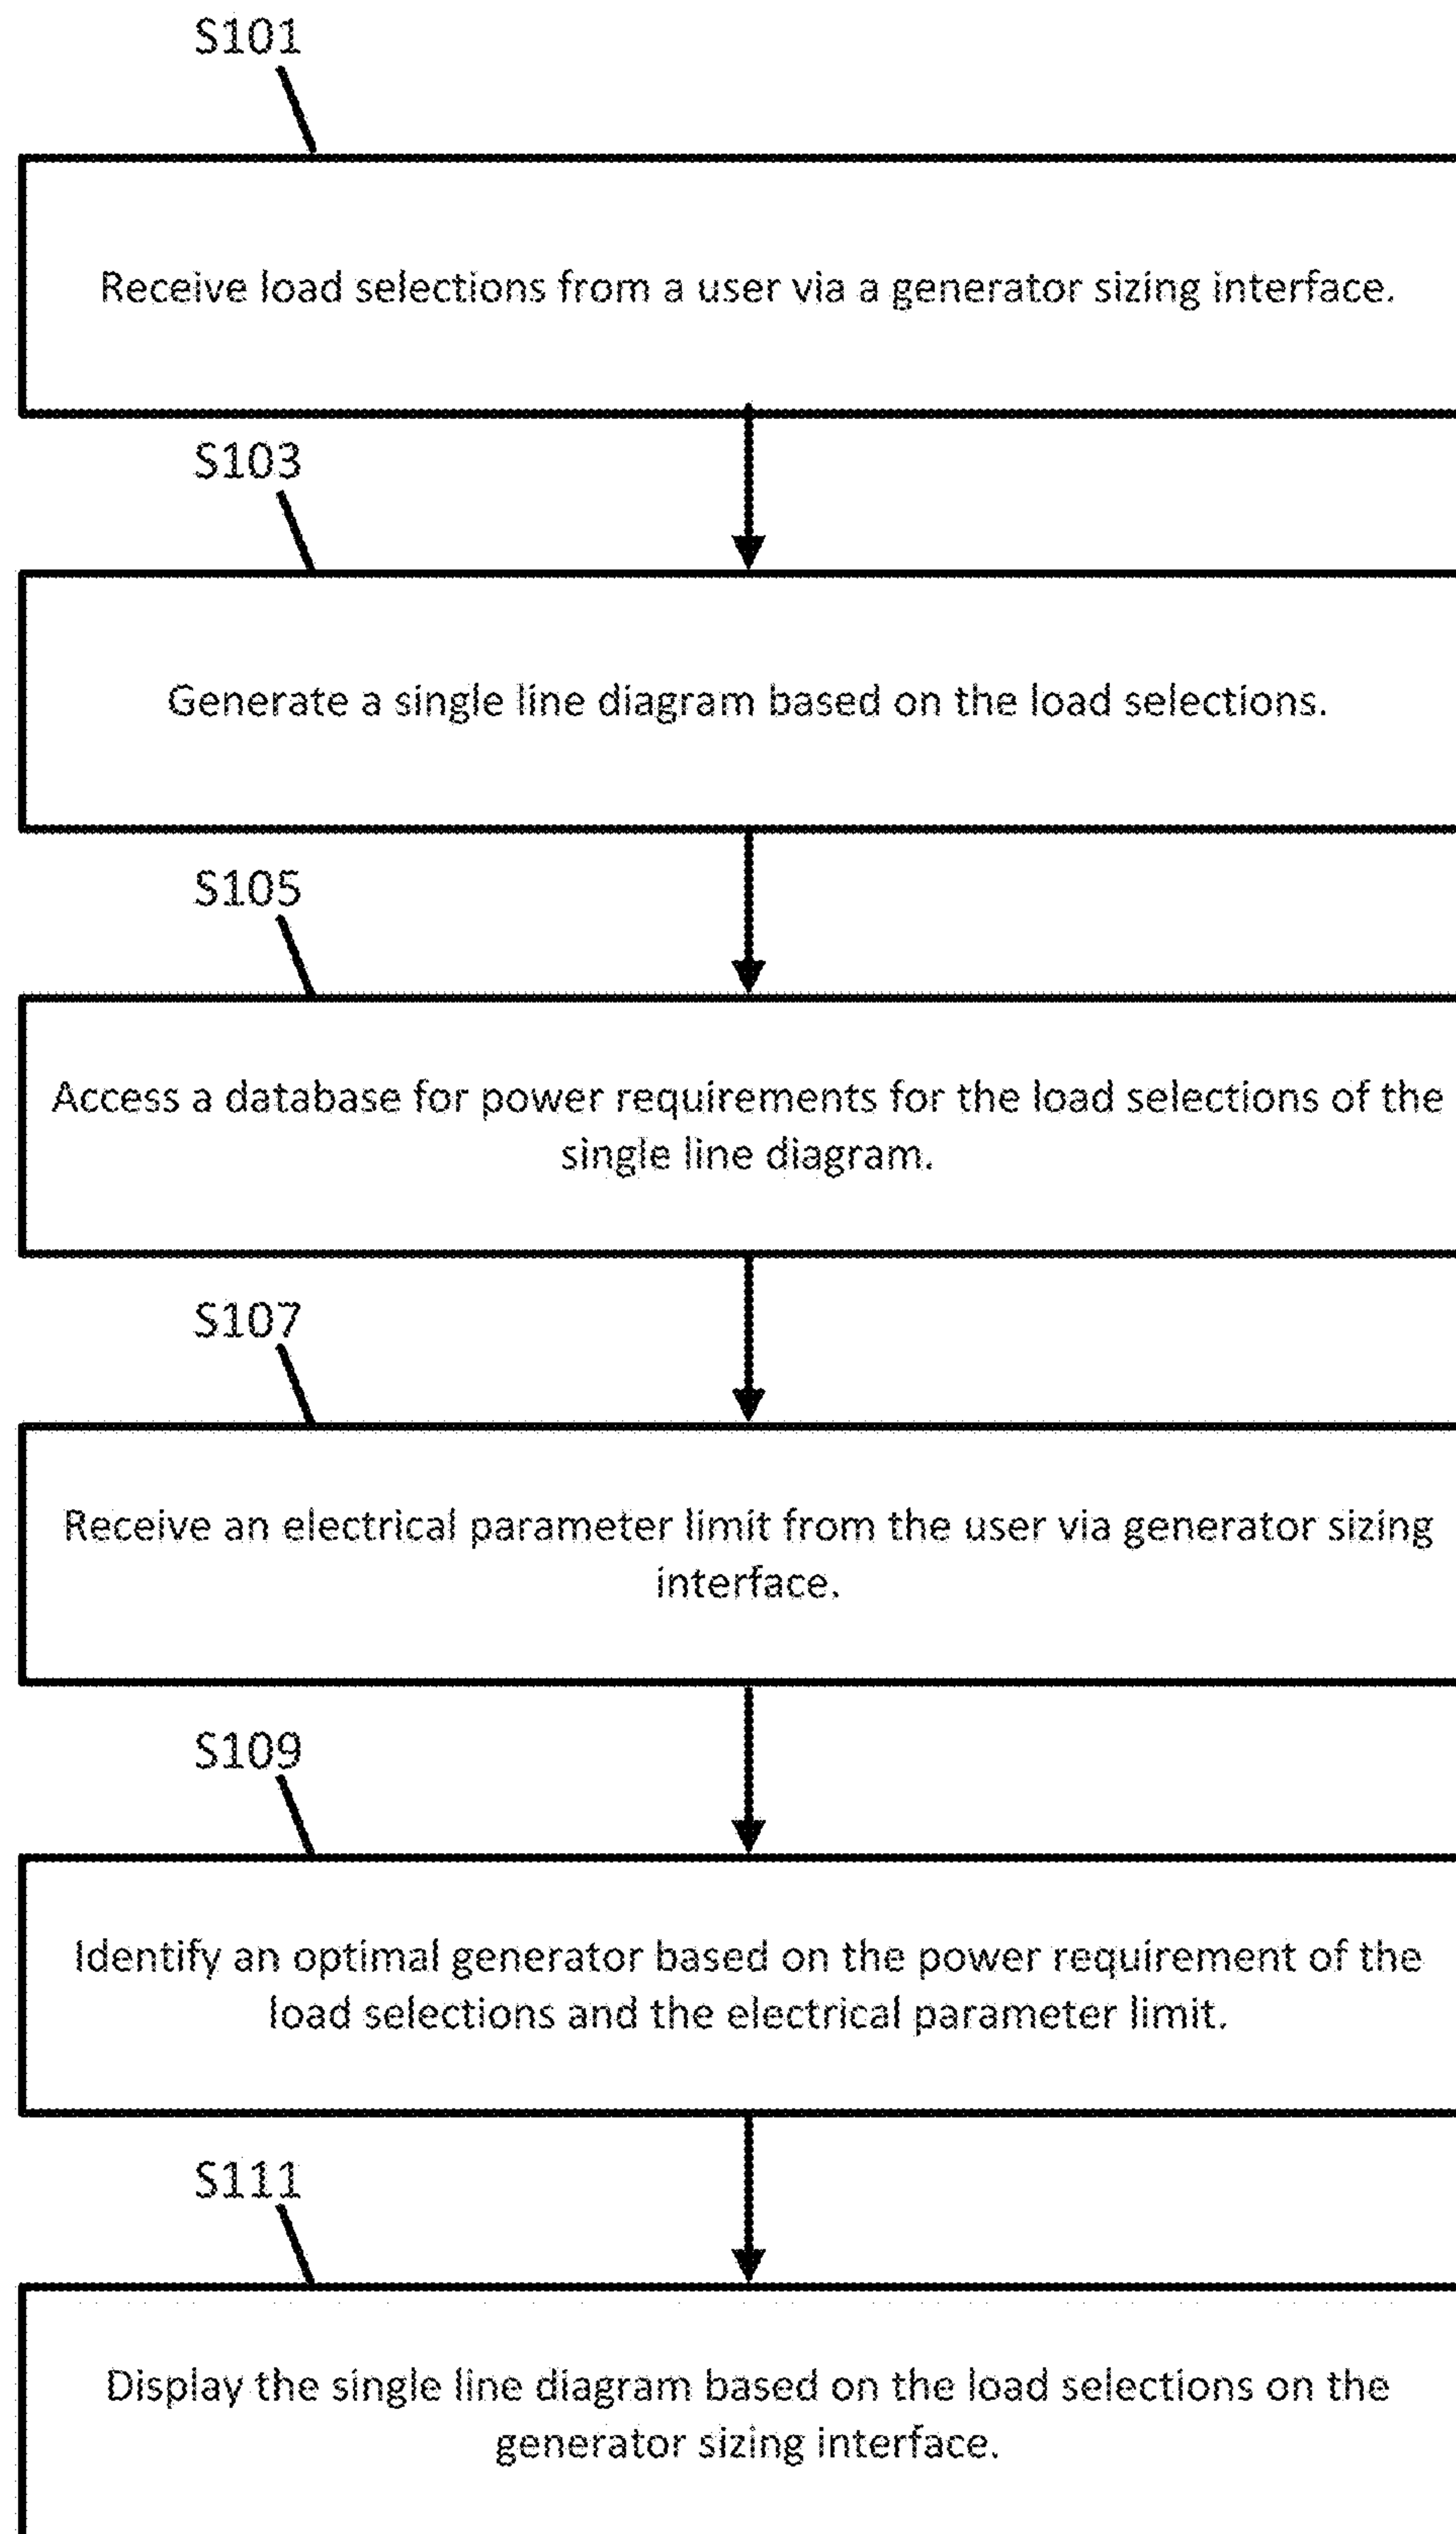 S101
Receive load selections from a user via a generator sizing interface.
S103
Generate a single line diagram based on the load selections.
S105
Access a database for power requirements for the load selections of the
single line diagram.
S107
Receive an electrical parameter limit from the user via generator sizing
interface.
S109
Identify an optimal generator based on the power requirement of the
load selections and the electrical parameter limit.
S111
Display the single line diagram based on the load selections on the
generator sizing interface.